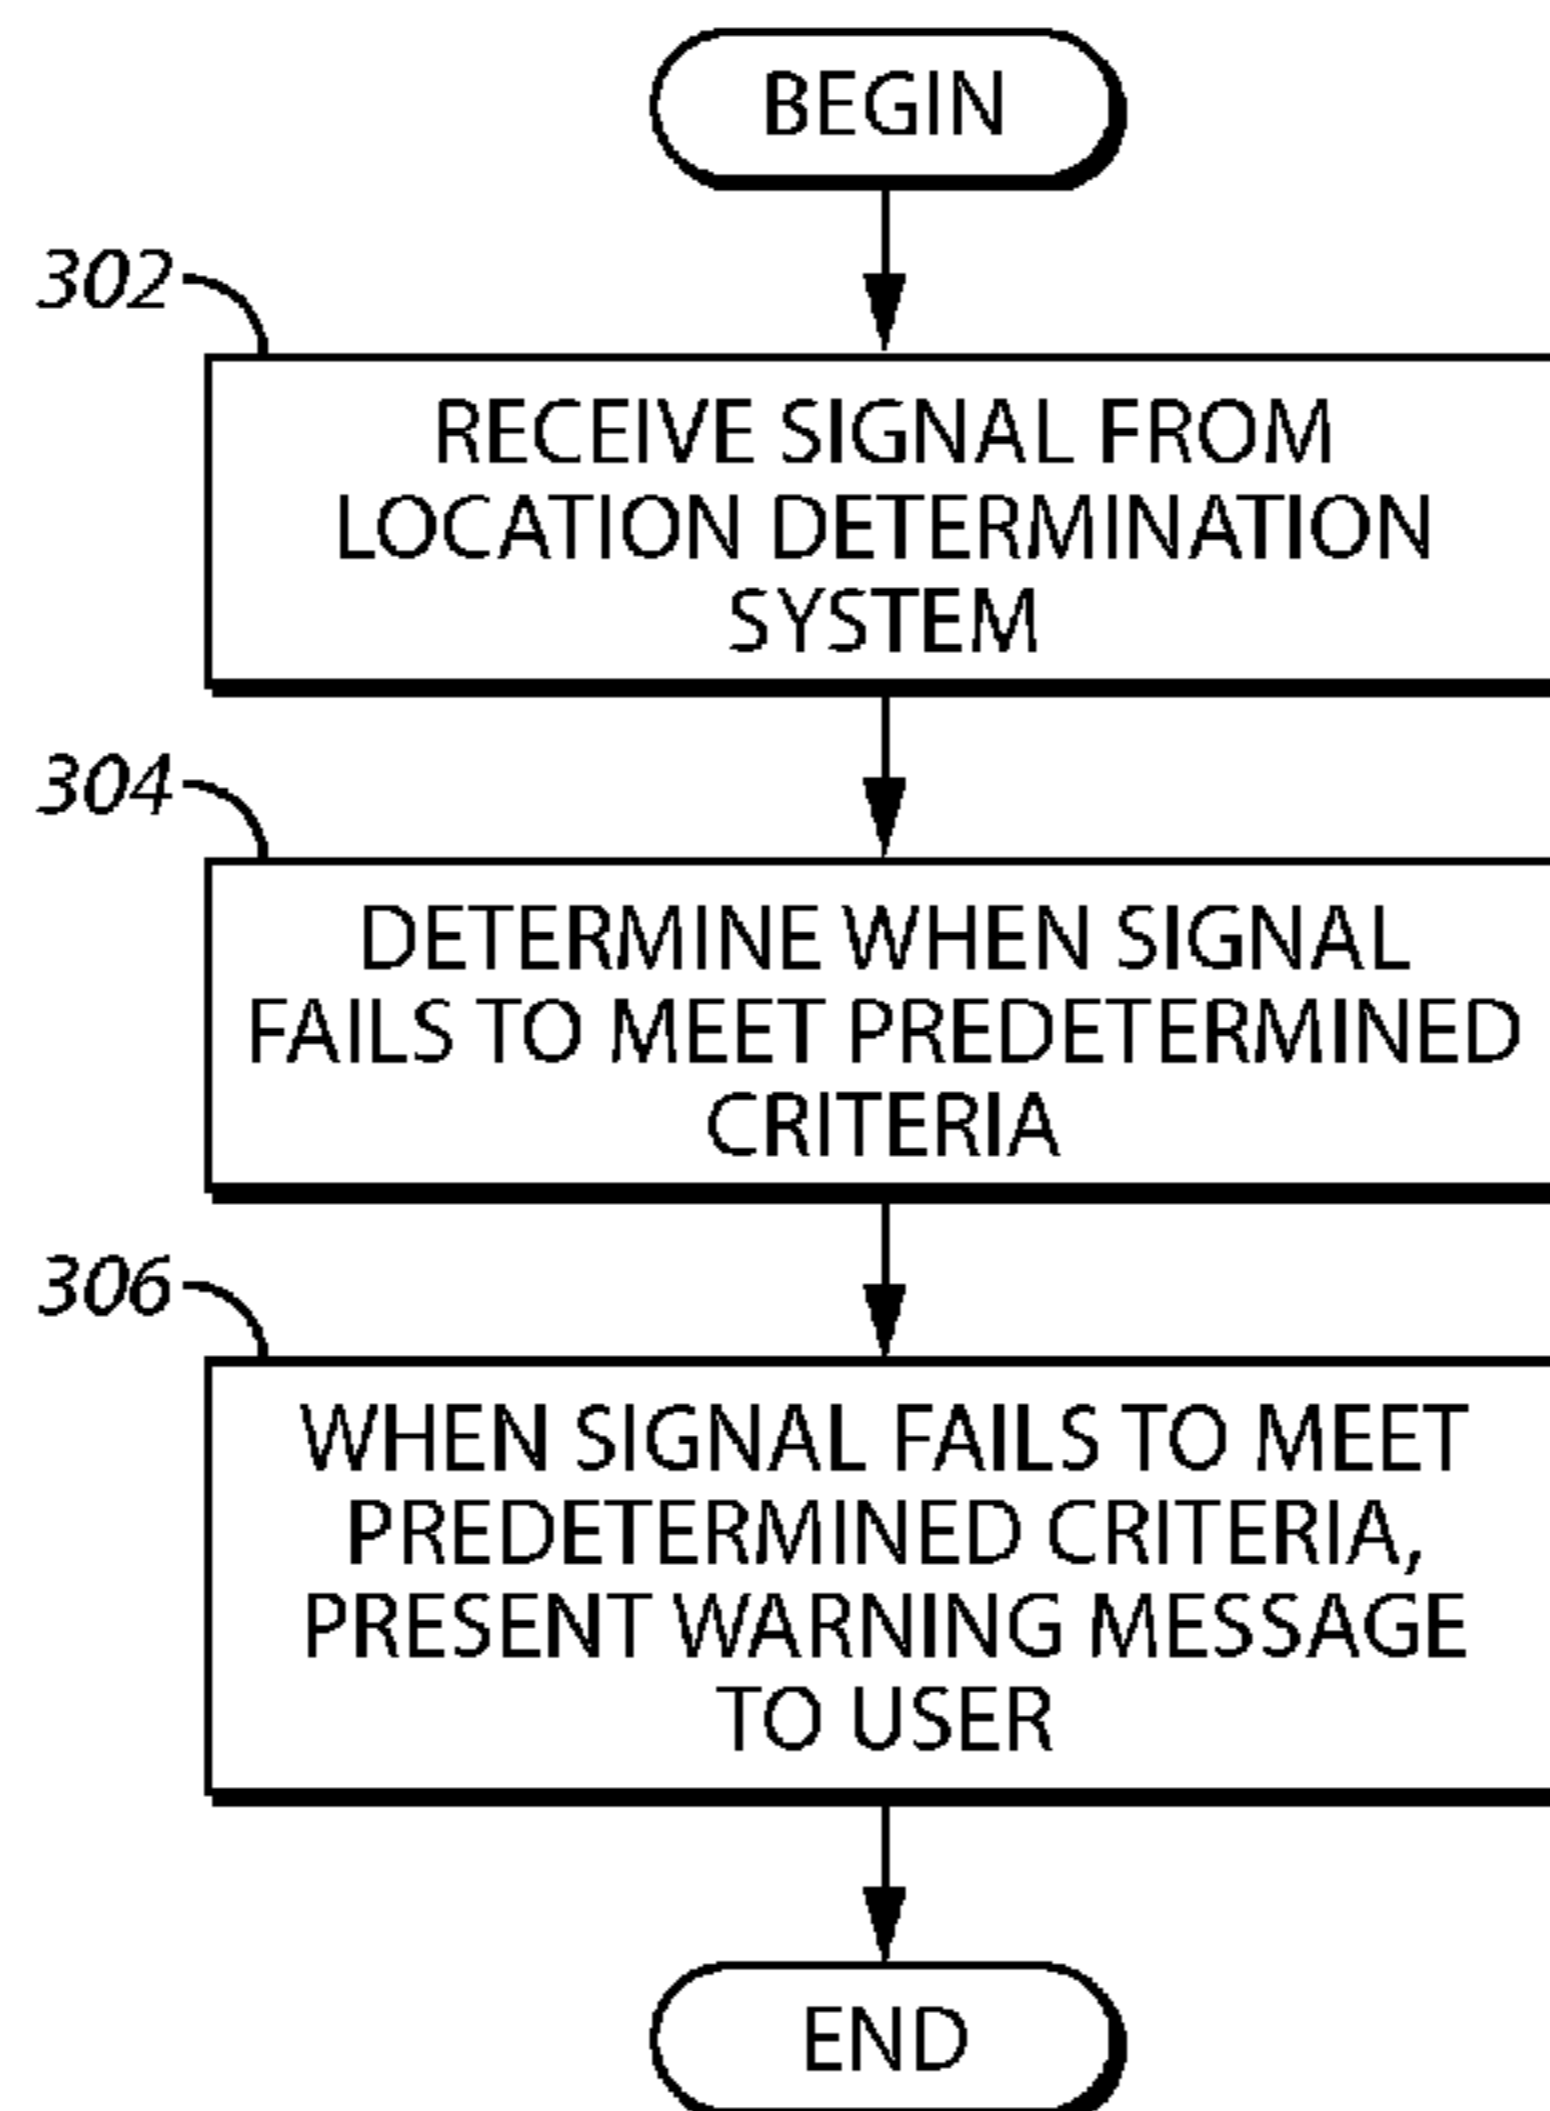 BEGIN
302
RECEIVE SIGNAL FROM
LOCATION DETERMINATION
SYSTEM
304
DETERMINE WHEN SIGNAL
FAILS TO MEET PREDETERMINED
CRITERIA
306
WHEN SIGNAL FAILS TO MEET
PREDETERMINED CRITERIA,
PRESENT WARNING MESSAGE
TO USER
END